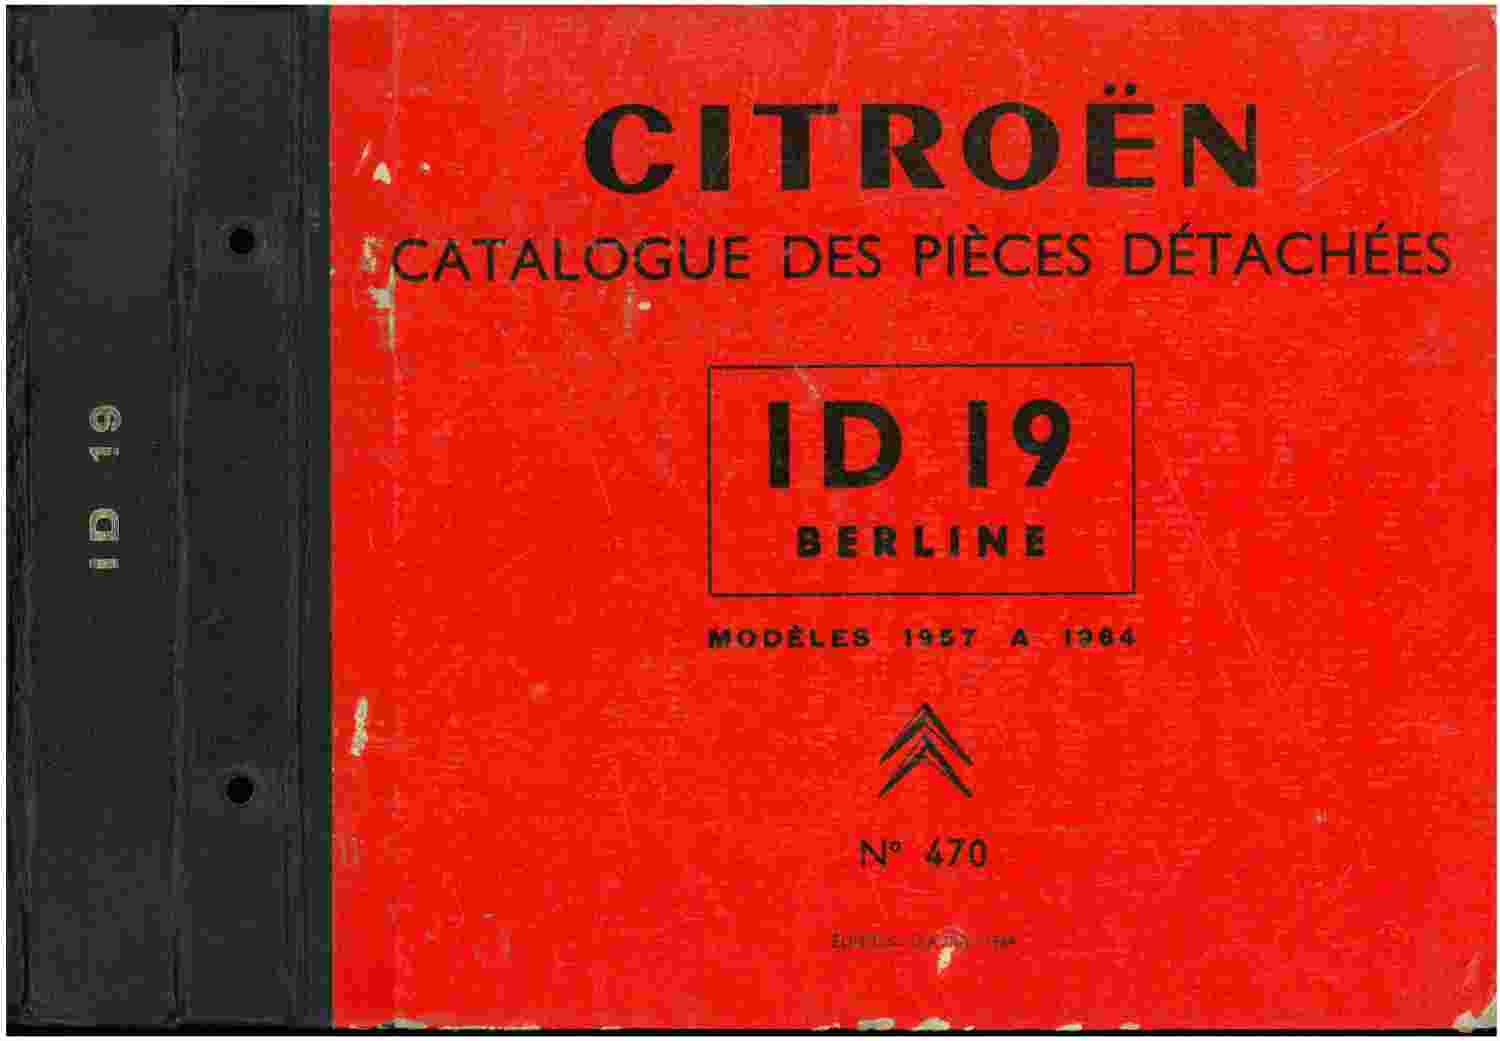 ID 19
CITROËN
CATALOGUE DES PIÈCES DÉTACHÉES
ID 19
BERLINE
MODÈLES 1957 A 1964
N° 470